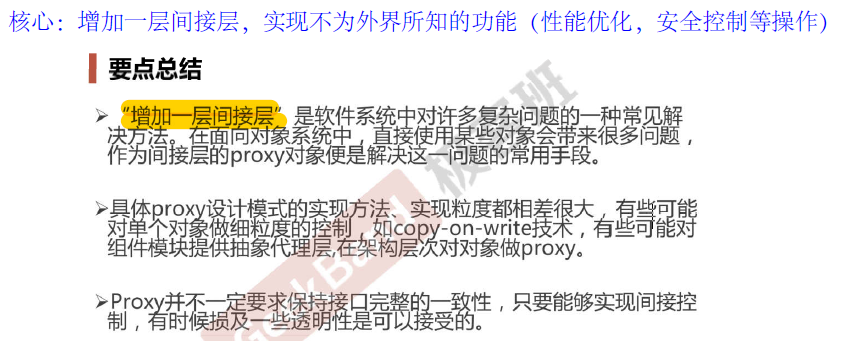 核心：增加一层间接层，实现不为外界所知的功能（性能优化，安全控制等操作）
要点总结
➢ “增加一层间接层”是软件系统中对许多复杂问题的一种常见解
决方法。在面向对象系统中，直接使用某些对象会带来很多问题，
作为间接层的proxy对象便是解决这一问题的常用手段。
➢具体proxy设计模式的实现方法、实现粒度都相差很大，有些可能
对单个对象做细粒度的控制，如copy-on-write技术，有些可能对
组件模块提供抽象代理层,在架构层次对对象做proxy。
➢Proxy并不一定要求保持接口完整的一致性，只要能够实现间接控
制，有时候损及一些透明性是可以接受的。
GeekBand 极客班